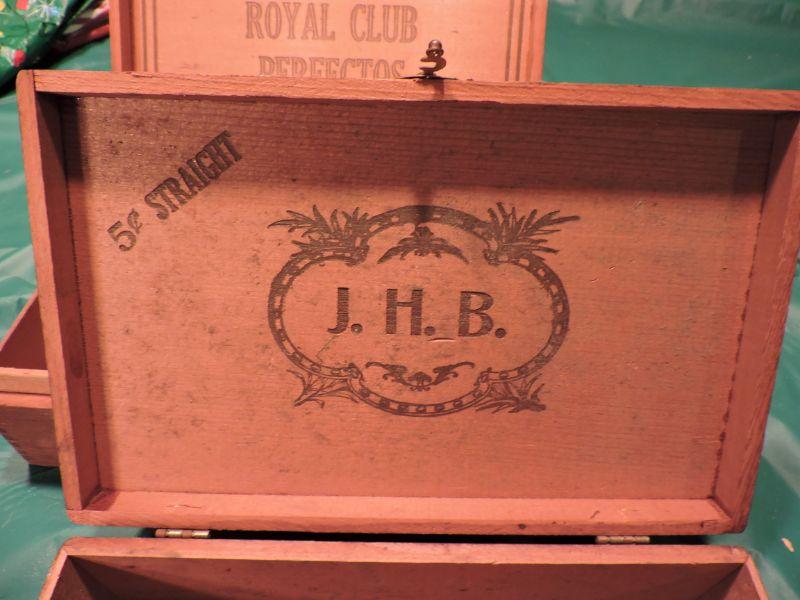 ROYAL CLUB
PERFECTOS
5¢ STRAIGHT
J. H. B.